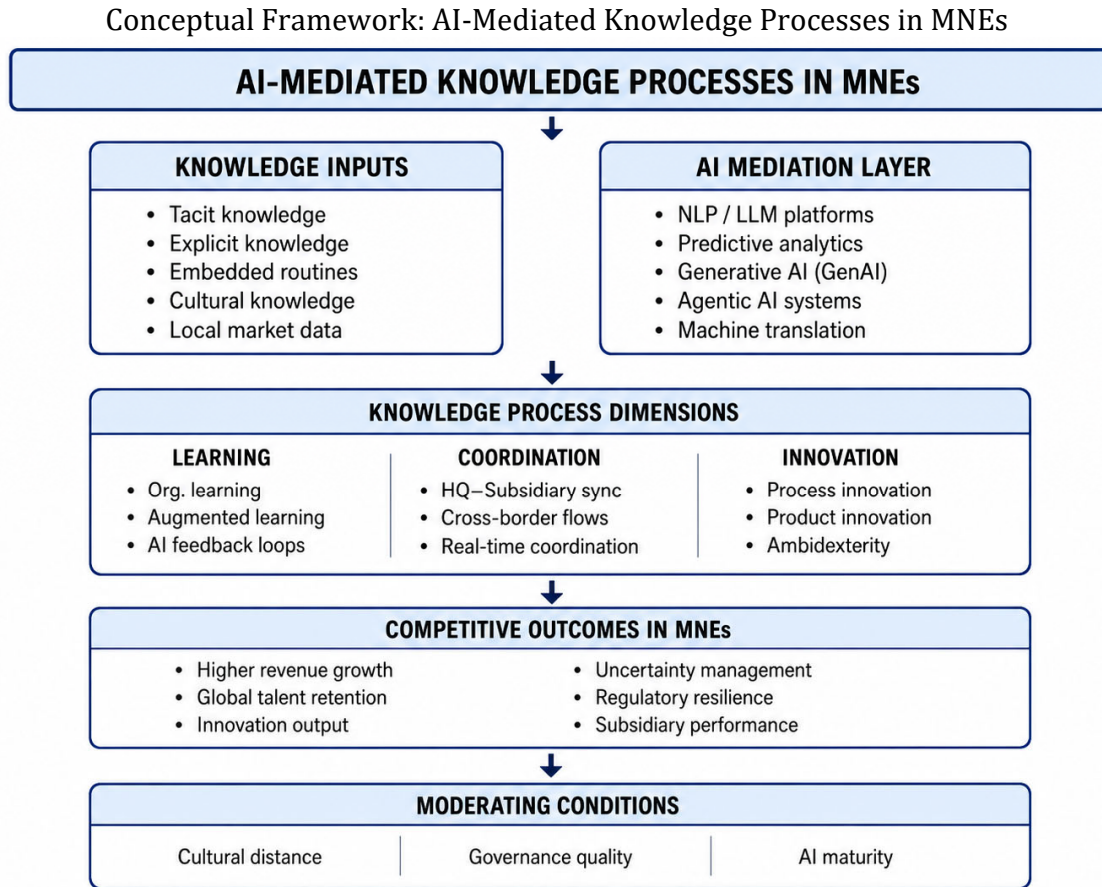 Conceptual Framework: AI-Mediated Knowledge Processes in MNEs
AI-MEDIATED KNOWLEDGE PROCESSES IN MNEs
KNOWLEDGE INPUTS
• Tacit knowledge
• Explicit knowledge
• Embedded routines
• Cultural knowledge
• Local market data
AI MEDIATION LAYER
• NLP / LLM platforms
• Predictive analytics
• Generative AI (GenAI)
• Agentic AI systems
• Machine translation
KNOWLEDGE PROCESS DIMENSIONS
LEARNING
• Org. learning
• Augmented learning
• AI feedback loops
COORDINATION
• HQ–Subsidiary sync
• Cross-border flows
• Real-time coordination
INNOVATION
• Process innovation
• Product innovation
• Ambidexterity
COMPETITIVE OUTCOMES IN MNEs
• Higher revenue growth
• Global talent retention
• Innovation output
• Uncertainty management
• Regulatory resilience
• Subsidiary performance
MODERATING CONDITIONS
Cultural distance
Governance quality
AI maturity